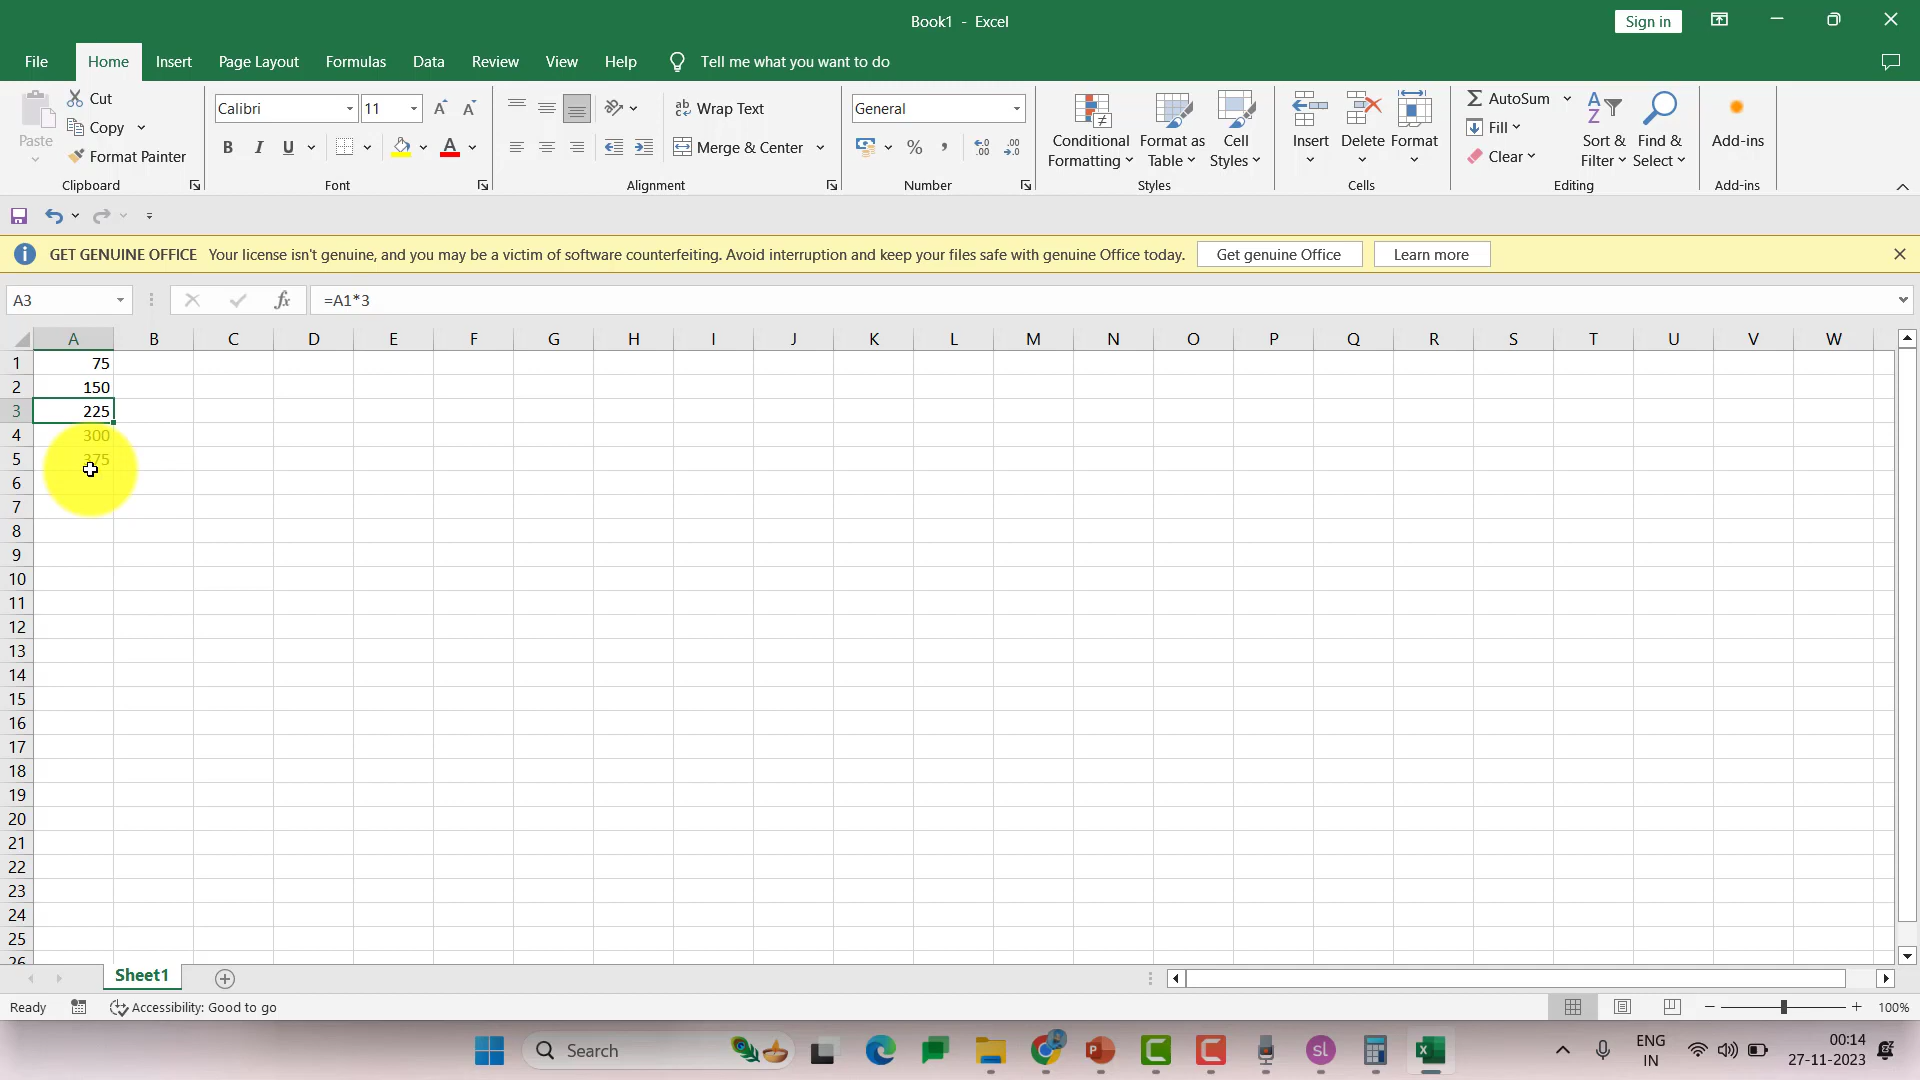 Book1 - Excel
Sign in
File Home Insert Page Layout Formulas Data Review View Help Tell me what you want to do
Paste
Cut
Copy
Format Painter
Clipboard
Calibri 11
B I U
Font
Wrap Text
Merge & Center
Alignment
General
% ,
Number
Conditional
Formatting
Format as
Table
Cell
Styles
Styles
Insert
Delete
Format
Cells
AutoSum
Fill
Clear
Sort &
Filter
Find &
Select
Editing
Add-ins
Add-ins
GET GENUINE OFFICE Your license isn't genuine, and you may be a victim of software counterfeiting. Avoid interruption and keep your files safe with genuine Office today. Get genuine Office Learn more
A3 fx =A1*3
A B C D E F G H I J K L M N O P Q R S T U V W
1 75
2 150
3 225
4 300
5 375
6
7
8
9
10
11
12
13
14
15
16
17
18
19
20
21
22
23
24
25
26
Sheet1
Ready Accessibility: Good to go 100%
Search
ENG
IN
00:14
27-11-2023